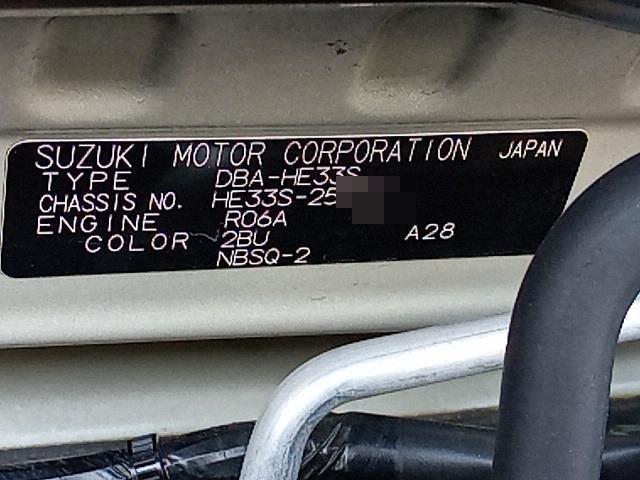 SUZUKI MOTOR CORPORATION JAPAN
TYPE DBA-HE33S
CHASSIS NO. HE33S-25
ENGINE R06A
COLOR 2BU A28
NBSQ-2